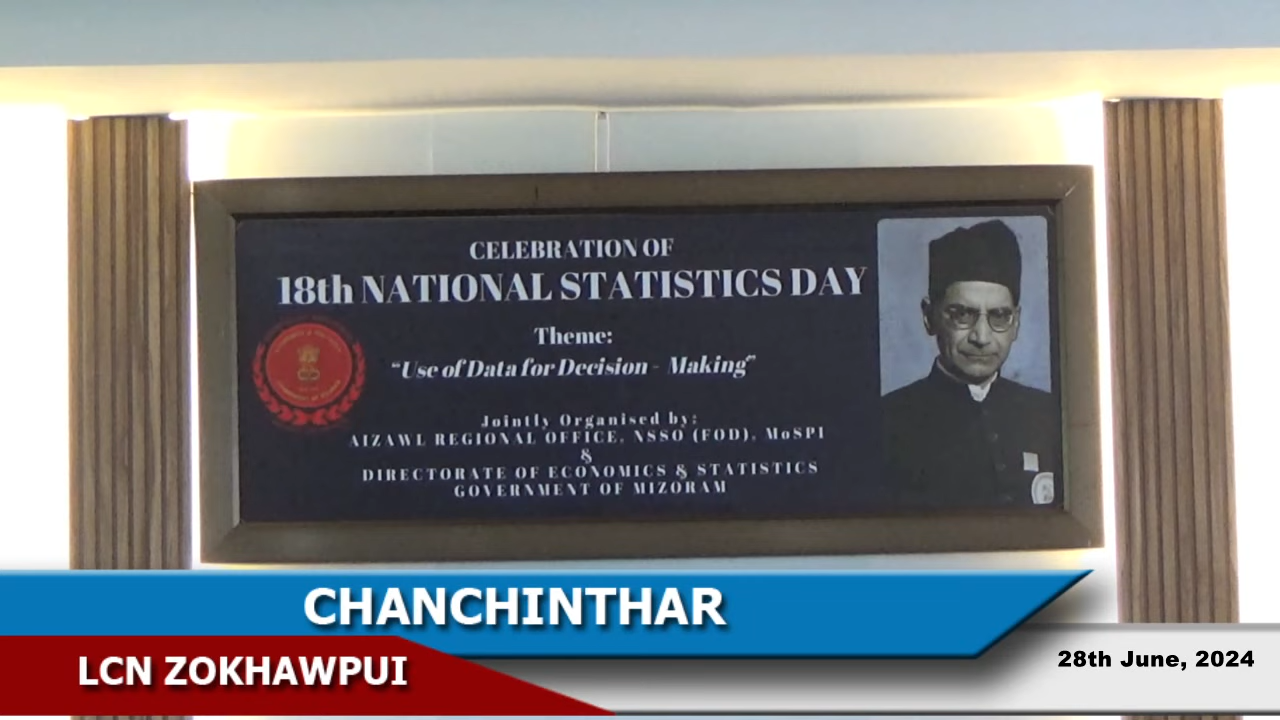 CELEBRATION OF
18th NATIONAL STATISTICS DAY
Theme:
“Use of Data for Decision - Making”
Jointly Organised by:
AIZAWL REGIONAL OFFICE, NSSO (FOD), MoSPI
&
DIRECTORATE OF ECONOMICS & STATISTICS
GOVERNMENT OF MIZORAM
CHANCHINTHAR
LCN ZOKHAWPUI
28th June, 2024